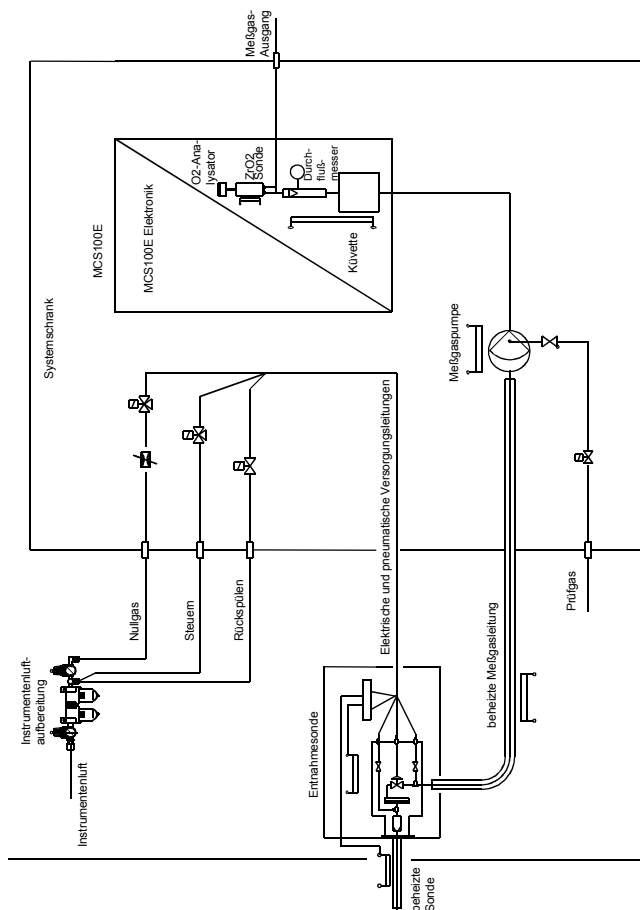 Meßgas-
Ausgang
O2-Ana-
lysator
ZrO2
Sonde
Durch-
fluß-
messer
MCS100E
MCS100E Elektronik
Küvette
Systemschrank
Meßgaspumpe
Elektrische und pneumatische Versorgungsleitungen
Nullgas
Steuern
Rückspülen
Prüfgas
beheizte Meßgasleitung
Instrumentenluft-
aufbereitung
Instrumentenluft
Entnahmesonde
beheizte
Sonde